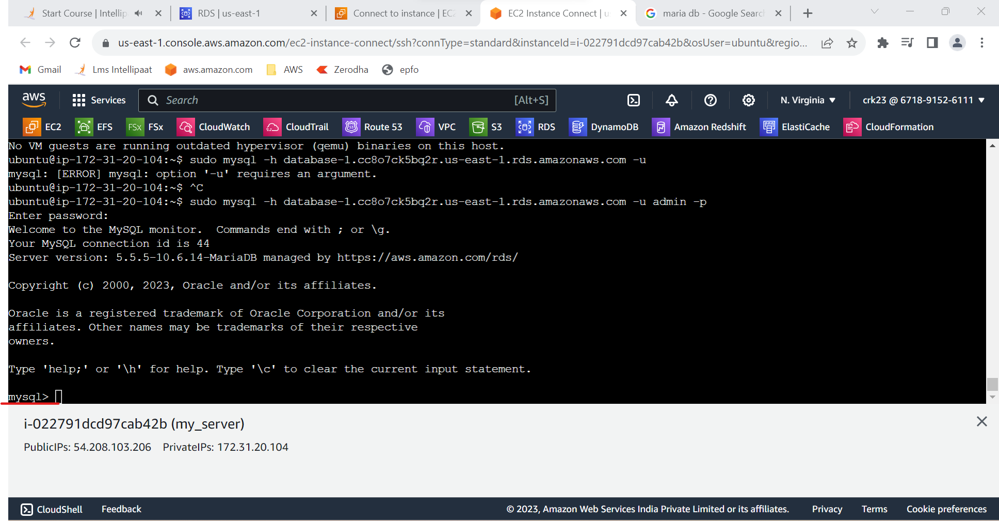 Start Course | Intellip
RDS | us-east-1
Connect to instance | EC2
EC2 Instance Connect | u
maria db - Google Search
us-east-1.console.aws.amazon.com/ec2-instance-connect/ssh?connType=standard&instanceId=i-022791dcd97cab42b&osUser=ubuntu&regio...
Gmail
Lms Intellipaat
aws.amazon.com
AWS
Zerodha
epfo
aws
Services
Search
[Alt+S]
N. Virginia
crk23 @ 6718-9152-6111
EC2
EFS
FSx
FSx
CloudWatch
CloudTrail
53
Route 53
VPC
S3
RDS
DynamoDB
Amazon Redshift
ElastiCache
CloudFormation
No VM guests are running outdated hypervisor (qemu) binaries on this host.
ubuntu@ip-172-31-20-104:~$ sudo mysql -h database-1.cc8o7ck5bq2r.us-east-1.rds.amazonaws.com -u
mysql: [ERROR] mysql: option '-u' requires an argument.
ubuntu@ip-172-31-20-104:~$ ^C
ubuntu@ip-172-31-20-104:~$ sudo mysql -h database-1.cc8o7ck5bq2r.us-east-1.rds.amazonaws.com -u admin -p
Enter password:
Welcome to the MySQL monitor.  Commands end with ; or \g.
Your MySQL connection id is 44
Server version: 5.5.5-10.6.14-MariaDB managed by https://aws.amazon.com/rds/
Copyright (c) 2000, 2023, Oracle and/or its affiliates.
Oracle is a registered trademark of Oracle Corporation and/or its
affiliates. Other names may be trademarks of their respective
owners.
Type 'help;' or '\h' for help. Type '\c' to clear the current input statement.
mysql>
i-022791dcd97cab42b (my_server)
PublicIPs: 54.208.103.206 PrivateIPs: 172.31.20.104
CloudShell
Feedback
© 2023, Amazon Web Services India Private Limited or its affiliates.
Privacy
Terms
Cookie preferences